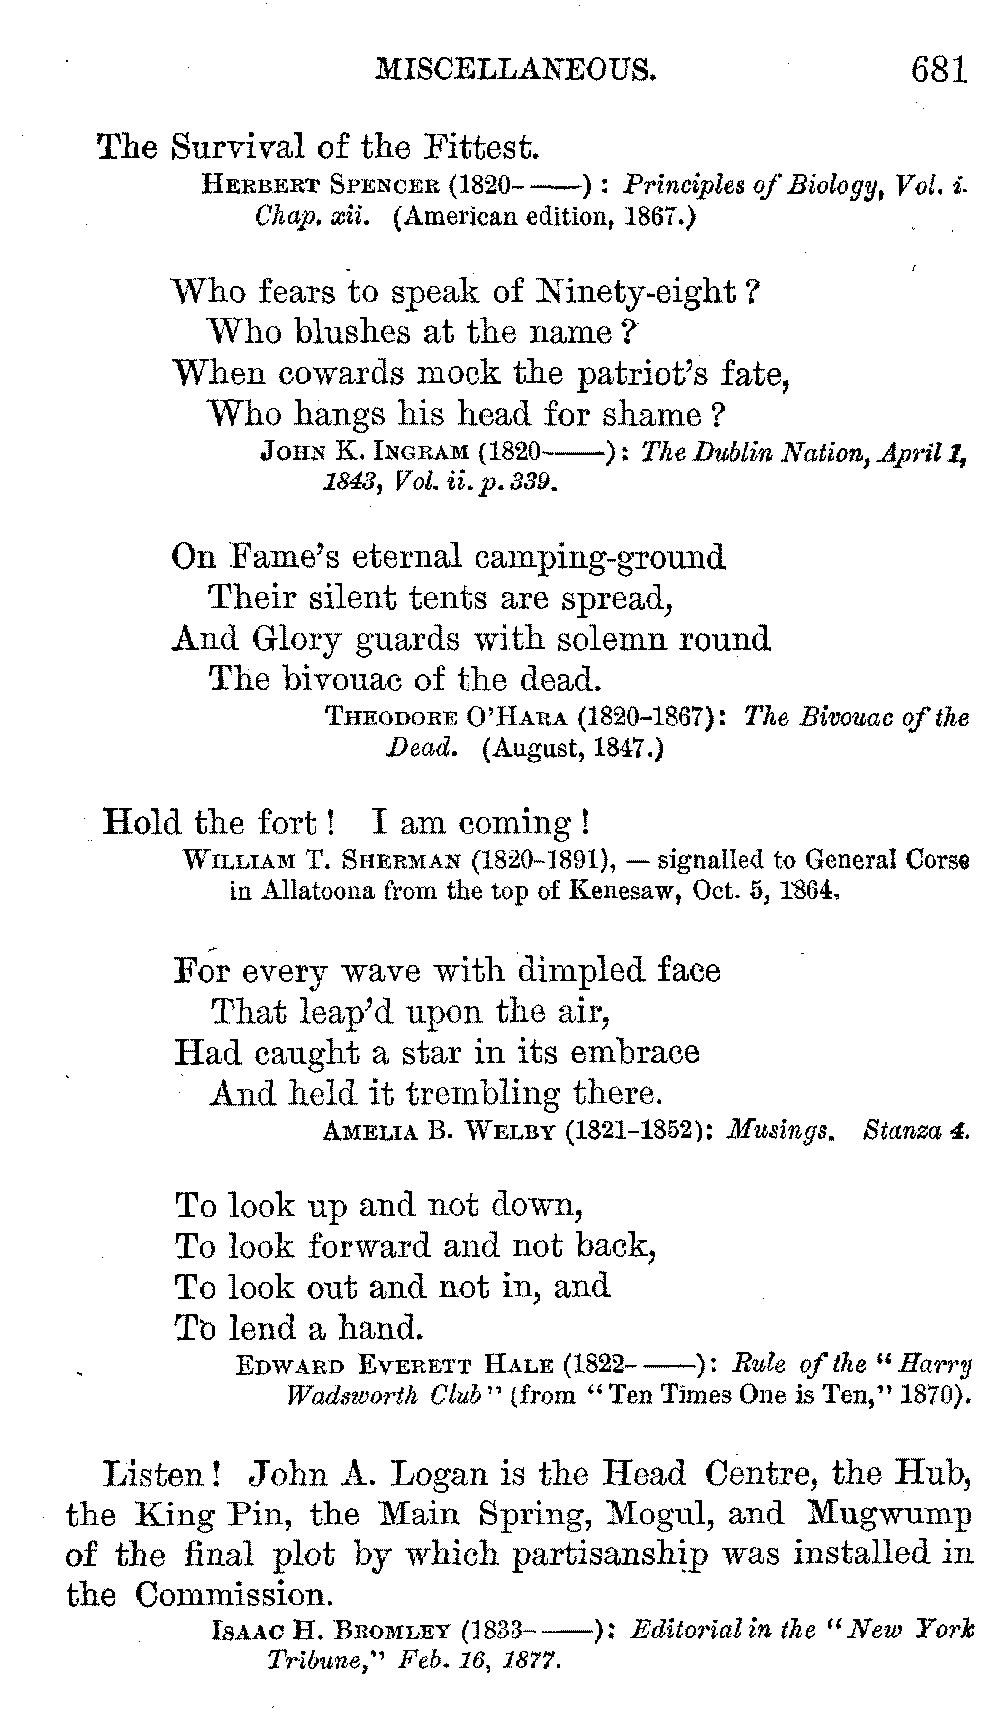 MISCELLANEOUS. 681
The Survival of the Fittest.
HERBERT SPENCER (1820- ——) : Principles of Biology, Vol. i.
Chap. xii. (American edition, 1867.)
Who fears to speak of Ninety-eight ?
Who blushes at the name ?
When cowards mock the patriot's fate,
Who hangs his head for shame ?
JOHN K. INGRAM (1820-——) : The Dublin Nation, April 1,
1843, Vol. ii. p. 339.
On Fame's eternal camping-ground
Their silent tents are spread,
And Glory guards with solemn round
The bivouac of the dead.
THEODORE O'HARA (1820-1867): The Bivouac of the
Dead. (August, 1847.)
Hold the fort ! I am coming !
WILLIAM T. SHERMAN (1820-1891), — signalled to General Corse
in Allatoona from the top of Kenesaw, Oct. 5, 1864.
For every wave with dimpled face
That leap'd upon the air,
Had caught a star in its embrace
And held it trembling there.
AMELIA B. WELBY (1821-1852): Musings. Stanza 4.
To look up and not down,
To look forward and not back,
To look out and not in, and
To lend a hand.
EDWARD EVERETT HALE (1822- ——): Rule of the " Harry
Wadsworth Club" (from " Ten Times One is Ten," 1870).
Listen ! John A. Logan is the Head Centre, the Hub,
the King Pin, the Main Spring, Mogul, and Mugwump
of the final plot by which partisanship was installed in
the Commission.
ISAAC H. BROMLEY (1833- ——): Editorial in the "New York
Tribune," Feb. 16, 1877.